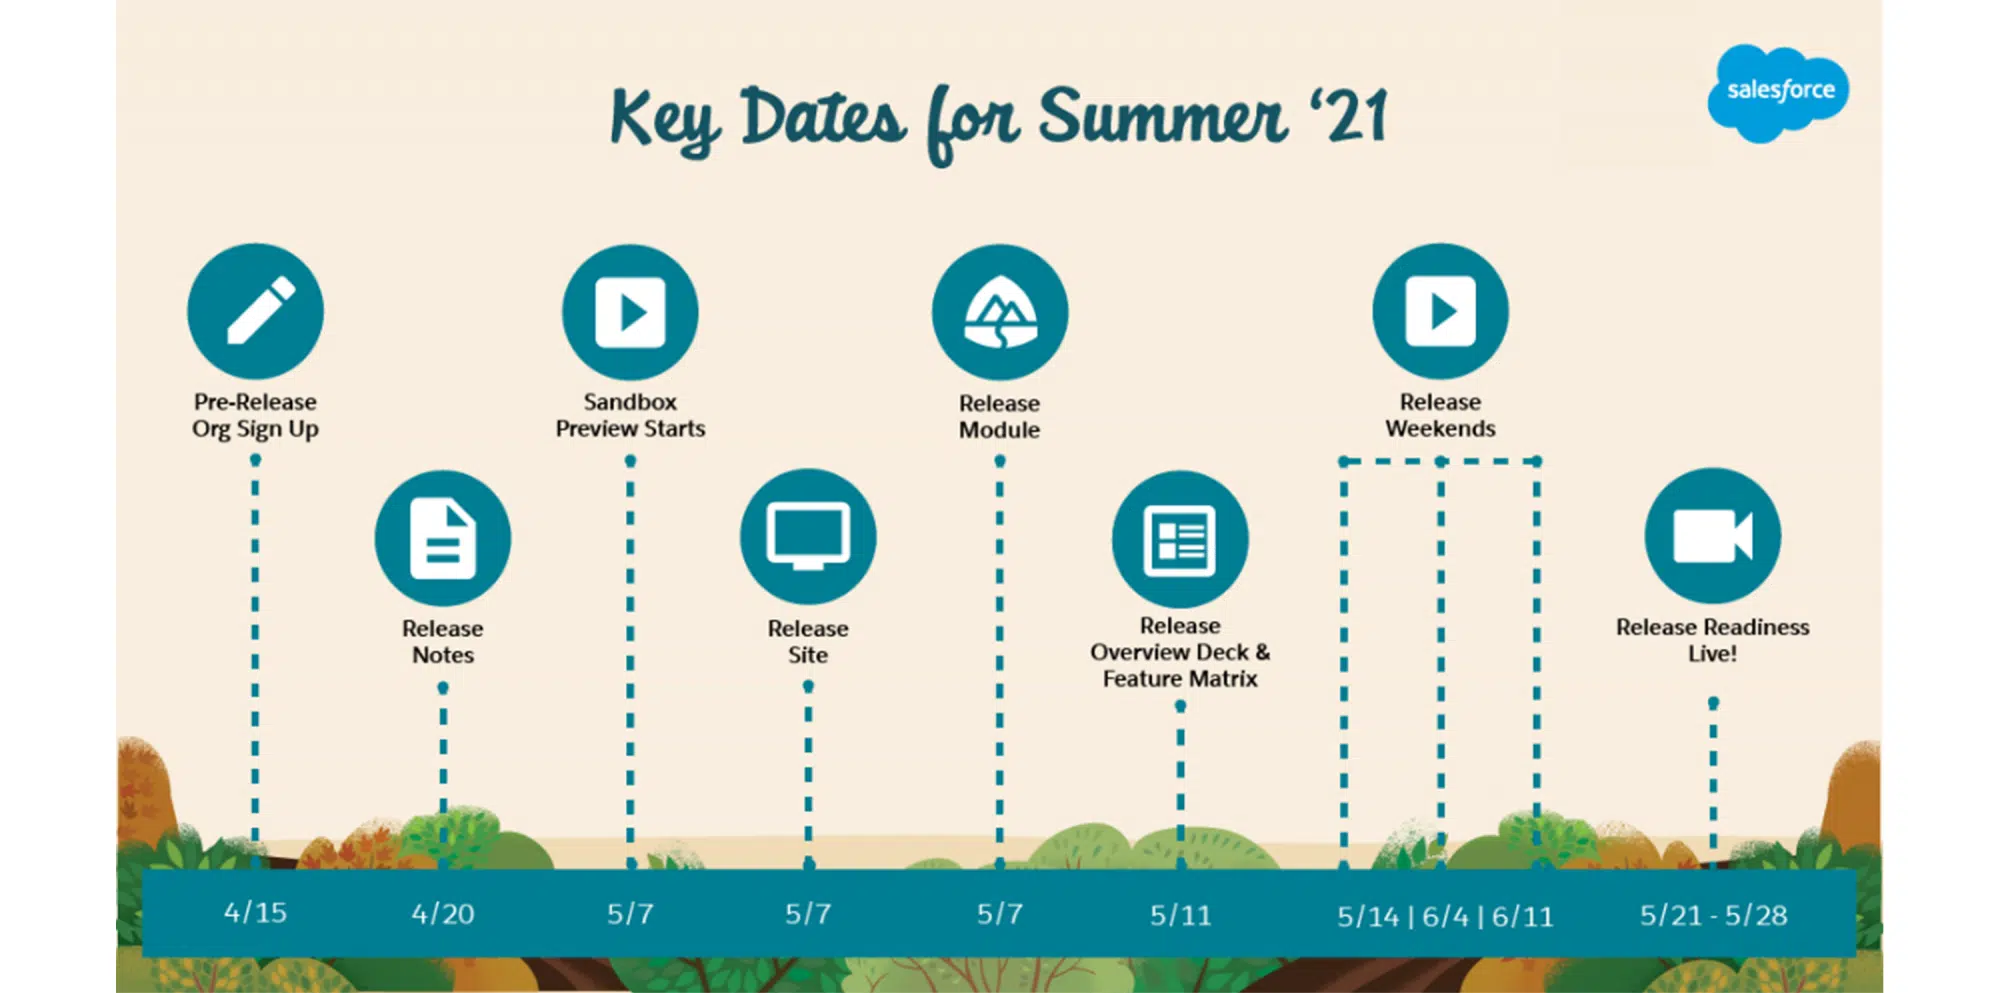 Key Dates for Summer ‘21
salesforce
Pre-Release
Org Sign Up
Sandbox
Preview Starts
Release
Module
Release
Weekends
Release
Notes
Release
Site
Release
Overview Deck &
Feature Matrix
Release Readiness
Live!
4/15
4/20
5/7
5/7
5/7
5/11
5/14 | 6/4 | 6/11
5/21 - 5/28